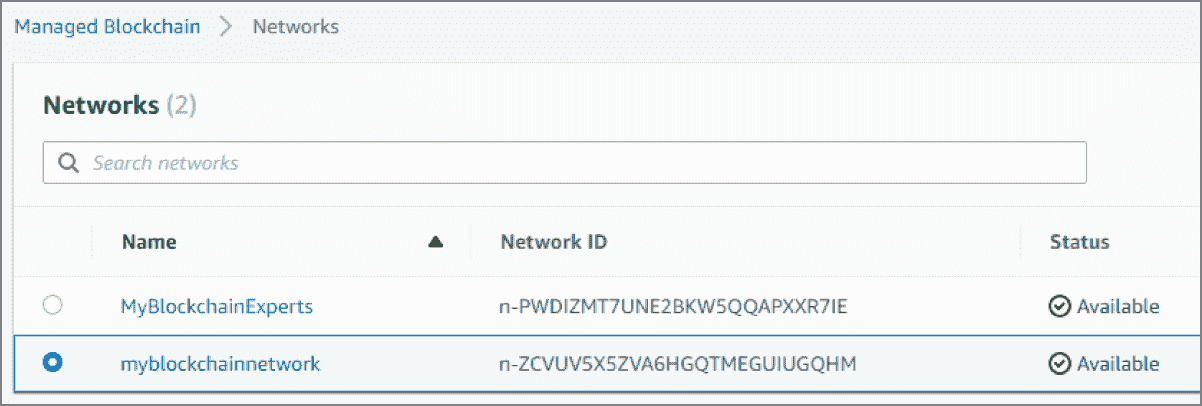 Managed Blockchain > Networks
Networks (2)
Search networks
Name Network ID Status
MyBlockchainExperts n-PWDIZMT7UNE2BKW5QQAPXXR7IE Available
myblockchainnetwork n-ZCVUV5X5ZVA6HGQTMEGUIUGQHM Available